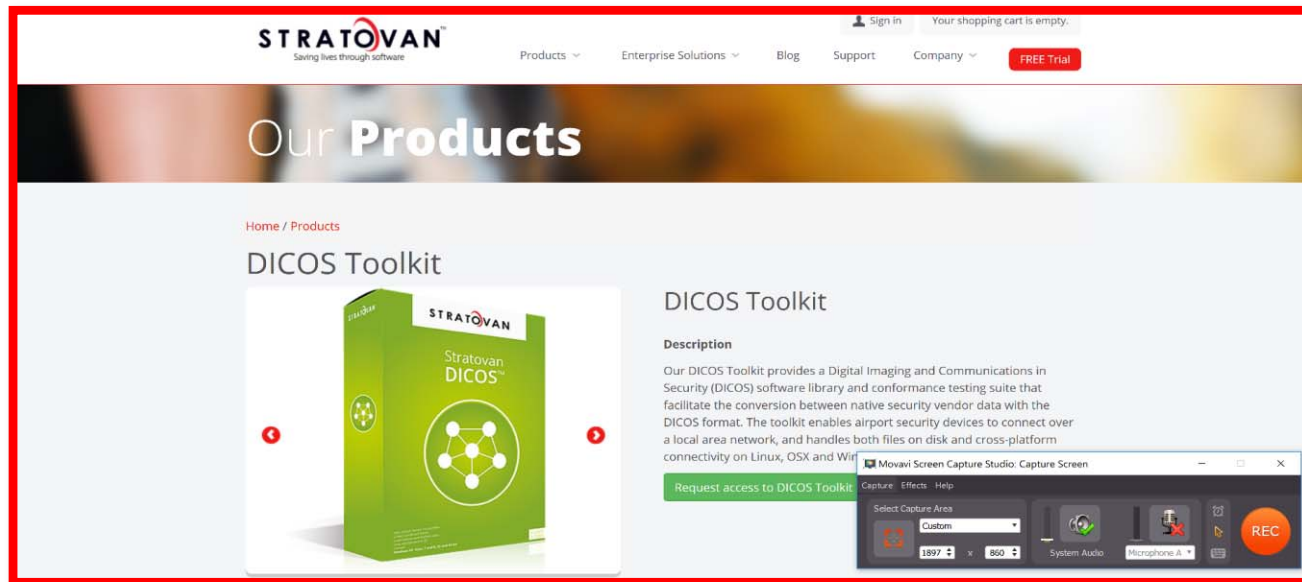 STRATOVAN™
Saving lives through software
Sign in
Your shopping cart is empty.
Products
Enterprise Solutions
Blog
Support
Company
FREE Trial
Our Products
Home / Products
DICOS Toolkit
STRATOVAN
STRATOVAN
Stratovan
DICOS™
DICOS Toolkit
Description
Our DICOS Toolkit provides a Digital Imaging and Communications in
Security (DICOS) software library and conformance testing suite that
facilitate the conversion between native security vendor data with the
DICOS format. The toolkit enables airport security devices to connect over
a local area network, and handles both files on disk and cross-platform
connectivity on Linux, OSX and Win
Request access to DICOS Toolkit
Movavi Screen Capture Studio: Capture Screen
Capture Effects Help
Select Capture Area
Custom
1897 x 860
System Audio
Microphone A
REC